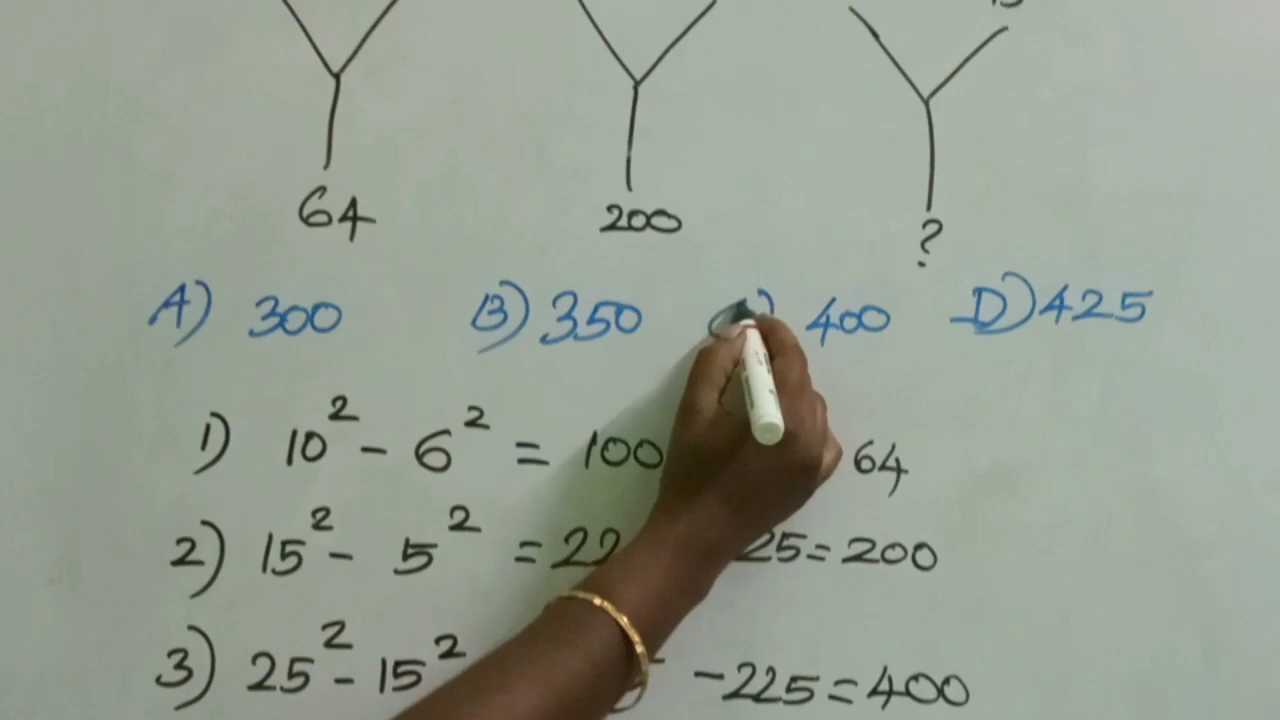 64 200 ?
A) 300 B) 350 ) 400 D) 425
1) 10² - 6² = 100 64
2) 15² - 5² = 22 25 = 200
3) 25² - 15² - 225 = 400